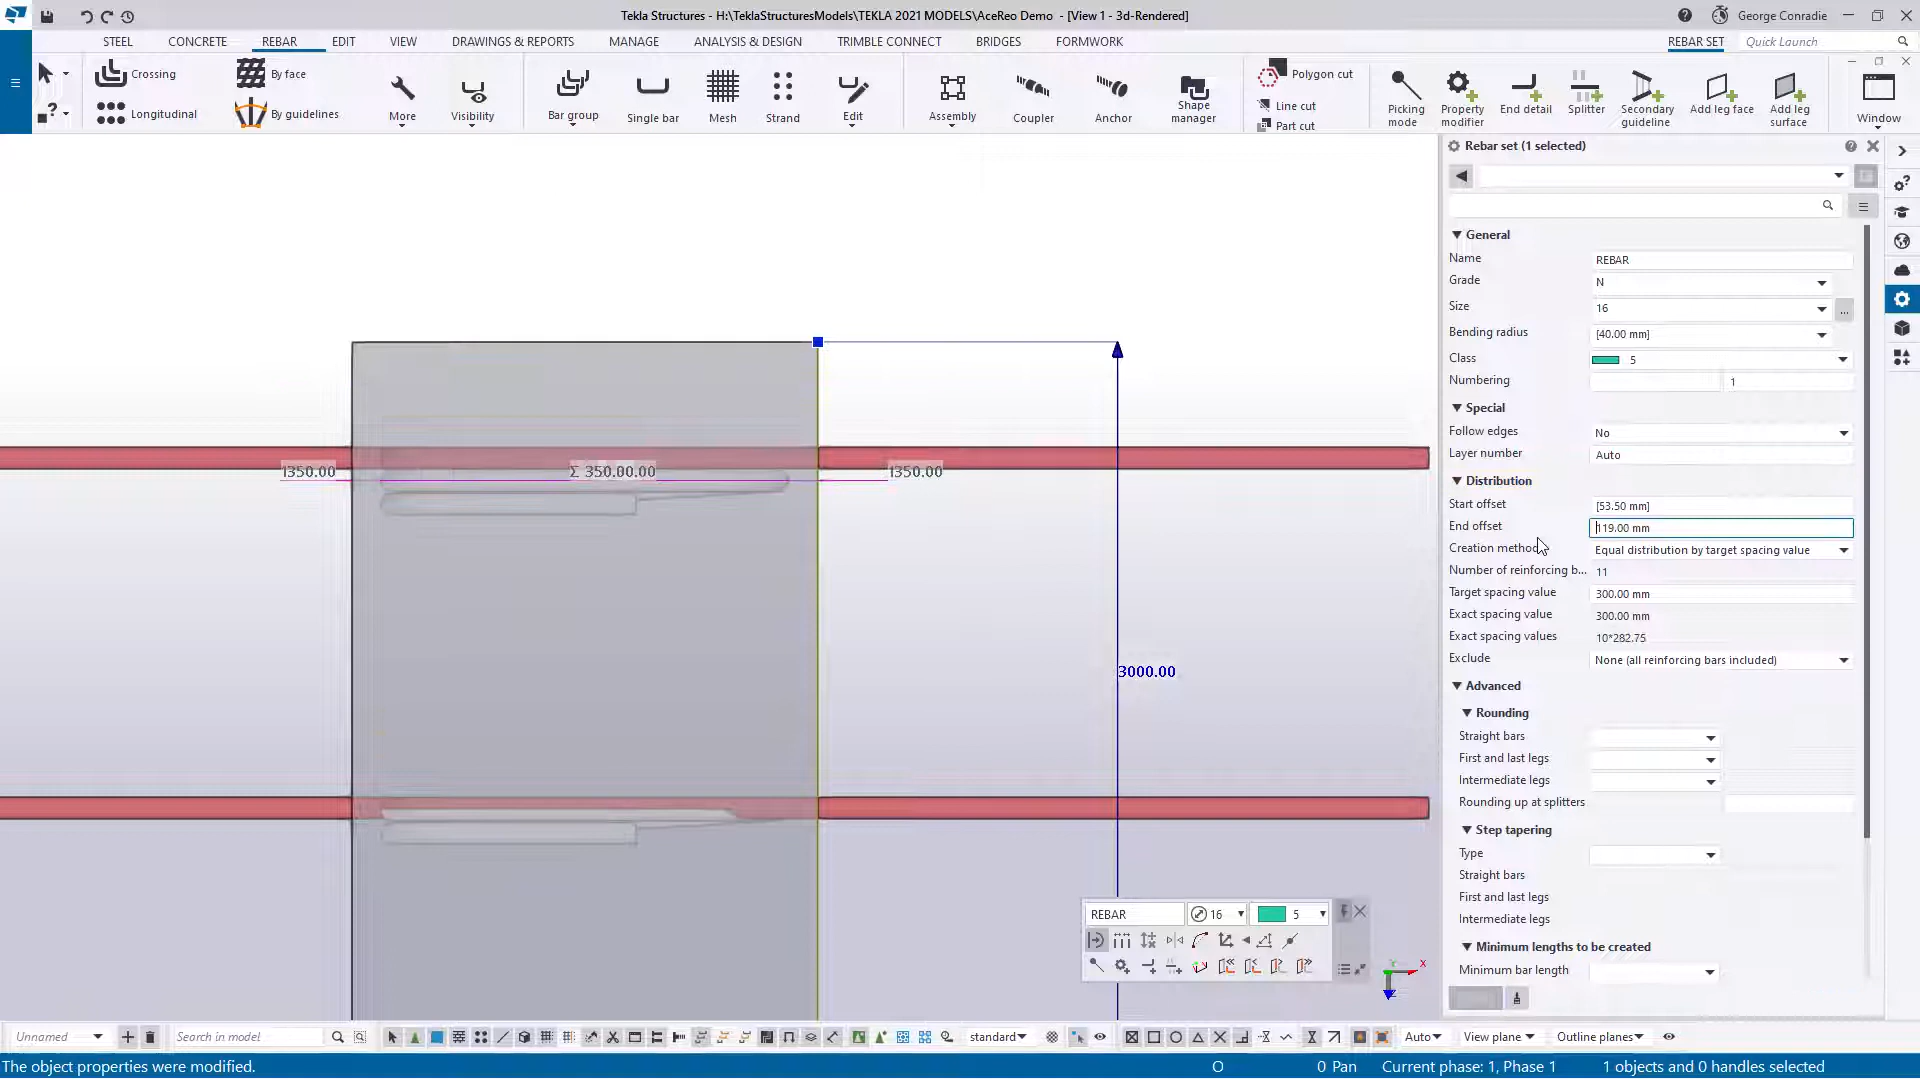 Tekla Structures - H:\TeklaStructuresModels\TEKLA 2021 MODELS\AceReo Demo - [View 1 - 3d-Rendered]
George Conradie
STEEL CONCRETE REBAR EDIT VIEW DRAWINGS & REPORTS MANAGE ANALYSIS & DESIGN TRIMBLE CONNECT BRIDGES FORMWORK
REBAR SET
Quick Launch
Crossing
By face
Longitudinal
By guidelines
More
Visibility
Bar group
Single bar
Mesh
Strand
Edit
Assembly
Coupler
Anchor
Shape manager
Polygon cut
Line cut
Part cut
Picking mode
Property modifier
End detail
Splitter
Secondary guideline
Add leg face
Add leg surface
Window
Rebar set (1 selected)
General
Name REBAR
Grade N
Size 16 ...
Bending radius [40.00 mm]
Class 5
Numbering 1
Special
Follow edges No
Layer number Auto
Distribution
Start offset [53.50 mm]
End offset 119.00 mm
Creation method Equal distribution by target spacing value
Number of reinforcing b... 11
Target spacing value 300.00 mm
Exact spacing value 300.00 mm
Exact spacing values 10*282.75
Exclude None (all reinforcing bars included)
Advanced
Rounding
Straight bars
First and last legs
Intermediate legs
Rounding up at splitters
Step tapering
Type
Straight bars
First and last legs
Intermediate legs
Minimum lengths to be created
Minimum bar length
Σ 350.00.00
3000.00
REBAR 16 5
Unnamed
Search in model
standard
Auto
View plane
Outline planes
The object properties were modified.
O 0 Pan Current phase: 1, Phase 1 1 objects and 0 handles selected